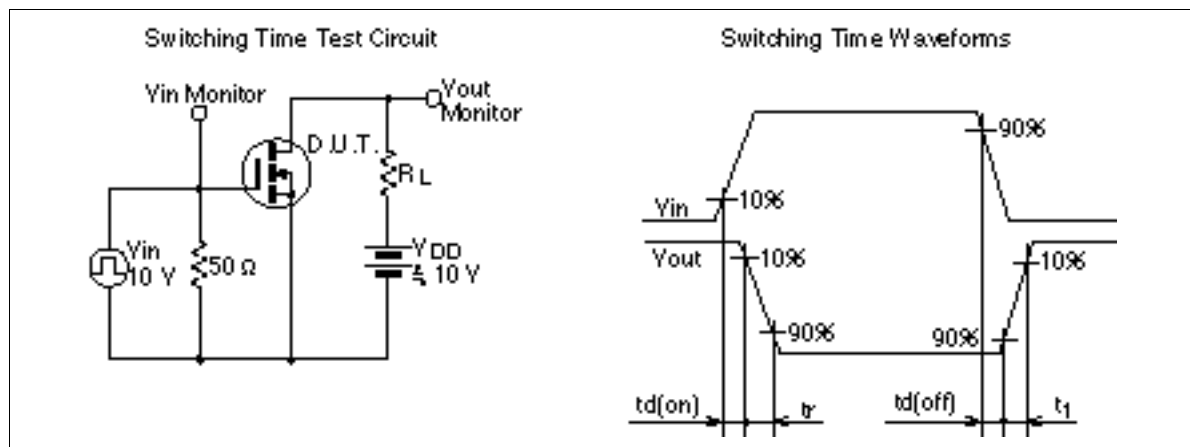 Switching Time Test Circuit
Vin Monitor
Vout
Monitor
D.U.T.
RL
Vin
10 V
50 Ω
VDD
= 10 V
Switching Time Waveforms
Vin
10%
90%
Vout
10%
90%
90%
10%
td(on)
tr
td(off)
t1